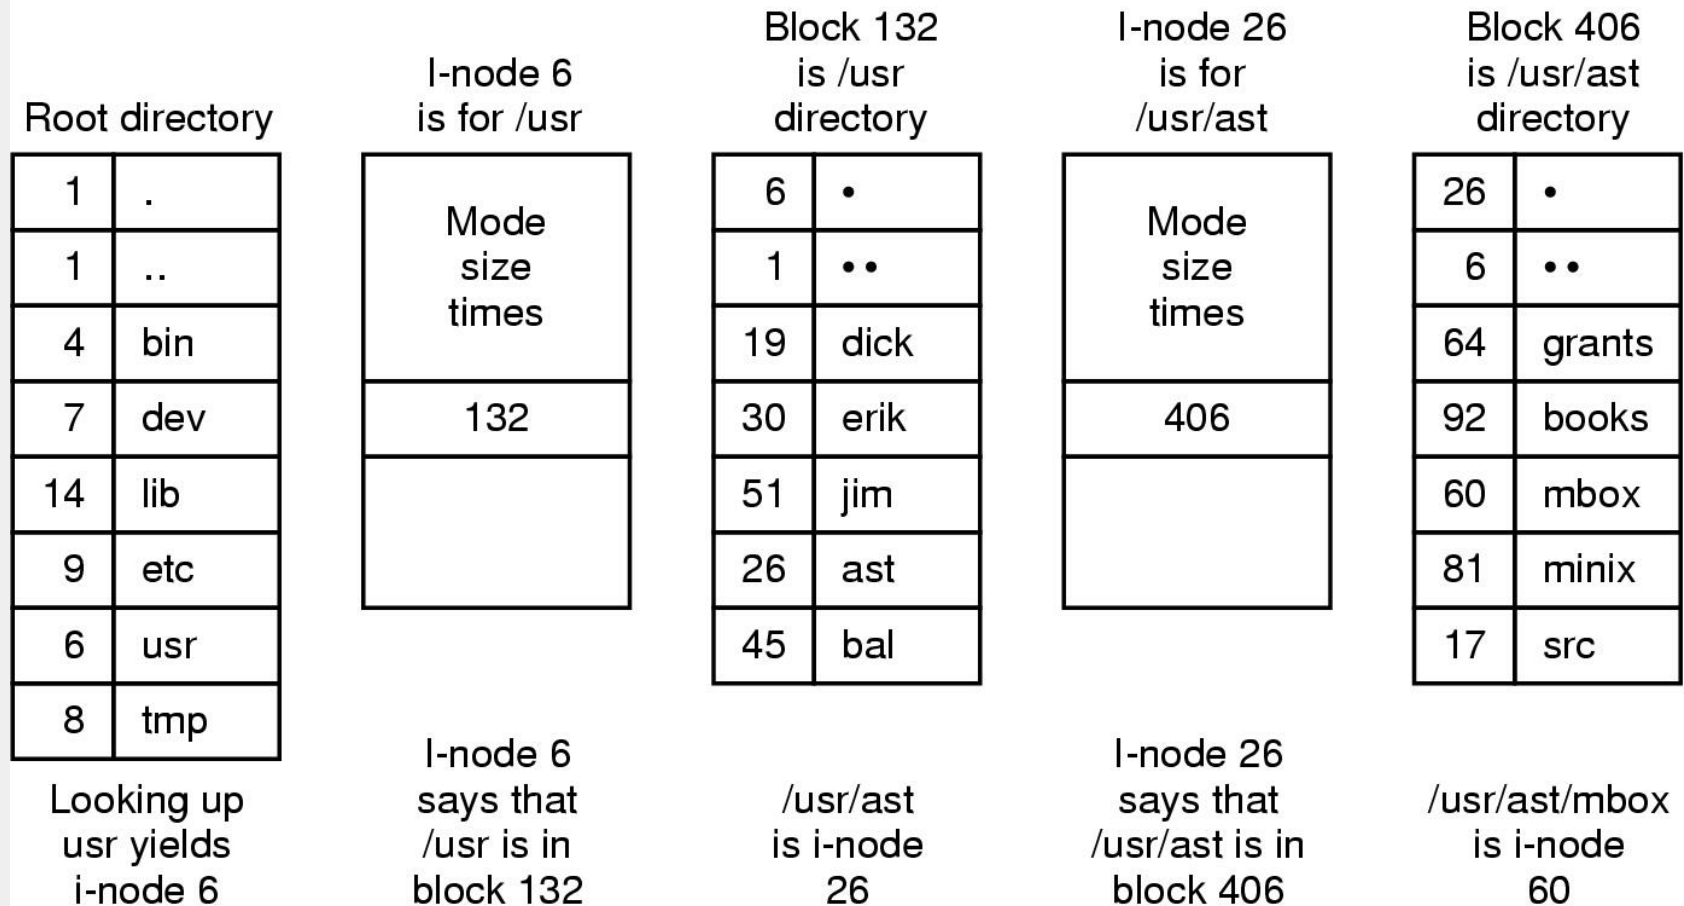 Root directory
1 .
1 ..
4 bin
7 dev
14 lib
9 etc
6 usr
8 tmp
Looking up
usr yields
i-node 6
I-node 6
is for /usr
Mode
size
times
132
I-node 6
says that
/usr is in
block 132
Block 132
is /usr
directory
6 •
1 ••
19 dick
30 erik
51 jim
26 ast
45 bal
/usr/ast
is i-node
26
I-node 26
is for
/usr/ast
Mode
size
times
406
I-node 26
says that
/usr/ast is in
block 406
Block 406
is /usr/ast
directory
26 •
6 ••
64 grants
92 books
60 mbox
81 minix
17 src
/usr/ast/mbox
is i-node
60